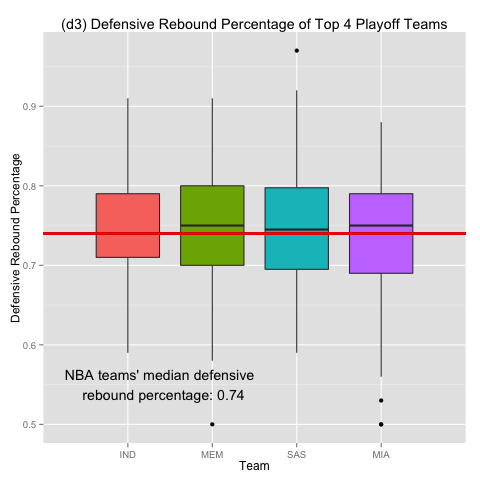 (d3) Defensive Rebound Percentage of Top 4 Playoff Teams
Defensive Rebound Percentage
0.9
0.8
0.7
0.6
0.5
NBA teams' median defensive
rebound percentage: 0.74
IND MEM SAS MIA
Team